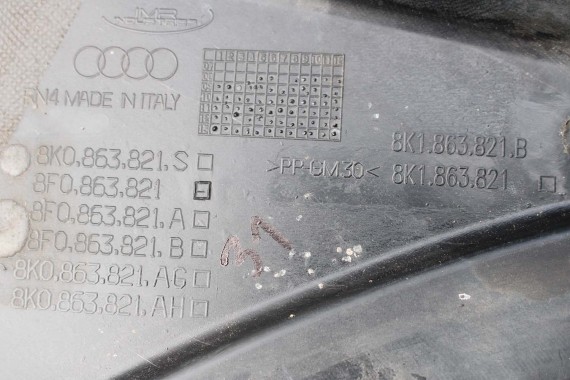 IMR
RN4 MADE IN ITALY
8K0.863.821.S
8F0.863.821
8F0.863.821.A
8F0.863.821.B
8K0.863.821.AG
8K0.863.821.AH
>PP-GM30<
8K1.863.821.B
8K1.863.821